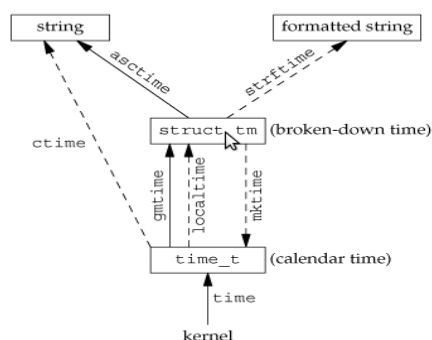 string
formatted string
asctime
strftime
struct tm
(broken-down time)
ctime
gmtime
localtime
mktime
time_t
(calendar time)
time
kernel